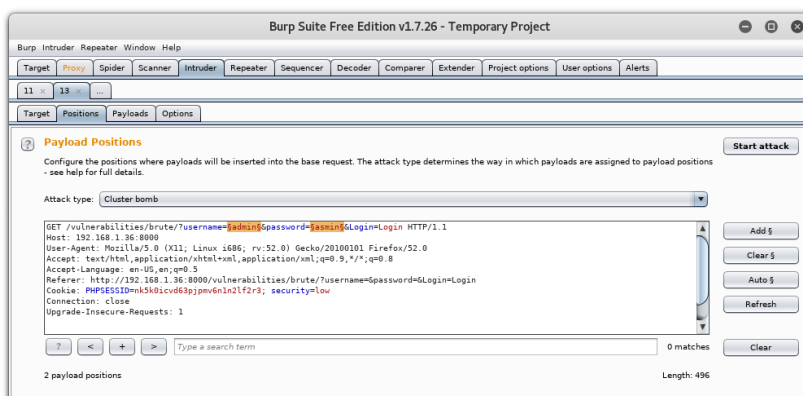 Burp Suite Free Edition v1.7.26 - Temporary Project
Burp Intruder Repeater Window Help
Target Proxy Spider Scanner Intruder Repeater Sequencer Decoder Comparer Extender Project options User options Alerts
11 × 13 × ...
Target Positions Payloads Options
? Payload Positions
Start attack
Configure the positions where payloads will be inserted into the base request. The attack type determines the way in which payloads are assigned to payload positions
- see help for full details.
Attack type: Cluster bomb
GET /vulnerabilities/brute/?username=§admin§&password=§asmin§&Login=Login HTTP/1.1
Host: 192.168.1.36:8000
User-Agent: Mozilla/5.0 (X11; Linux i686; rv:52.0) Gecko/20100101 Firefox/52.0
Accept: text/html,application/xhtml+xml,application/xml;q=0.9,*/*;q=0.8
Accept-Language: en-US,en;q=0.5
Referer: http://192.168.1.36:8000/vulnerabilities/brute/?username=&password=&Login=Login
Cookie: PHPSESSID=nk5k0icvd63pjpmv6n1n2lf2r3; security=low
Connection: close
Upgrade-Insecure-Requests: 1
Add §
Clear §
Auto §
Refresh
? < + > Type a search term 0 matches Clear
2 payload positions Length: 496